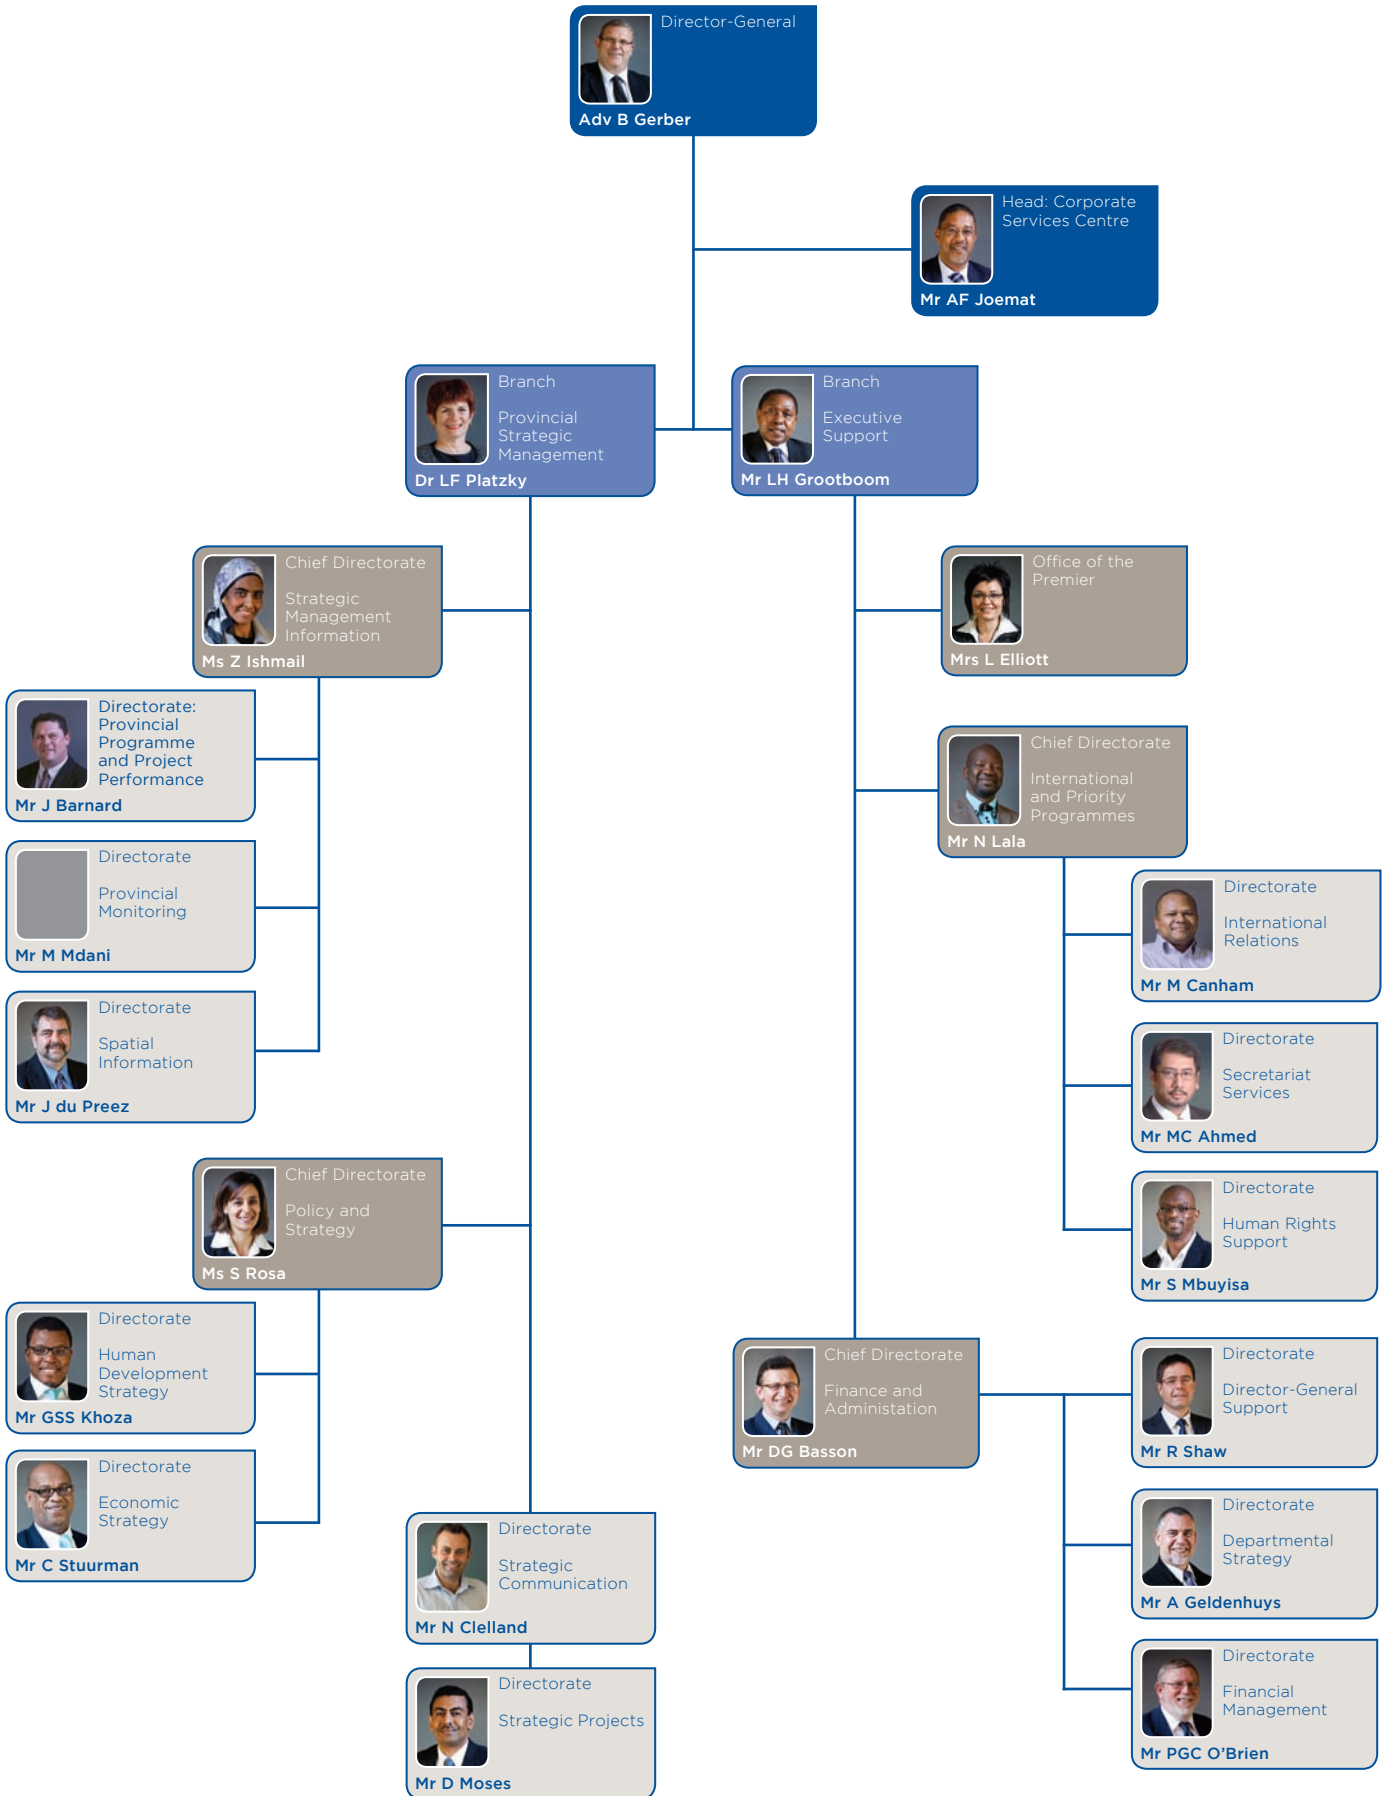 Director-General
Adv B Gerber
Head: Corporate
Services Centre
Mr AF Joemat
Branch
Provincial
Strategic
Management
Dr LF Platzky
Branch
Executive
Support
Mr LH Grootboom
Chief Directorate
Strategic
Management
Information
Ms Z Ishmail
Directorate:
Provincial
Programme
and Project
Performance
Mr J Barnard
Directorate
Provincial
Monitoring
Mr M Mdani
Directorate
Spatial
Information
Mr J du Preez
Chief Directorate
Policy and
Strategy
Ms S Rosa
Directorate
Human
Development
Strategy
Mr GSS Khoza
Directorate
Economic
Strategy
Mr C Stuurman
Directorate
Strategic
Communication
Mr N Clelland
Directorate
Strategic Projects
Mr D Moses
Office of the
Premier
Mrs L Elliott
Chief Directorate
International
and Priority
Programmes
Mr N Lala
Directorate
International
Relations
Mr M Canham
Directorate
Secretariat
Services
Mr MC Ahmed
Directorate
Human Rights
Support
Mr S Mbuyisa
Chief Directorate
Finance and
Administation
Mr DG Basson
Directorate
Director-General
Support
Mr R Shaw
Directorate
Departmental
Strategy
Mr A Geldenhuys
Directorate
Financial
Management
Mr PGC O’Brien